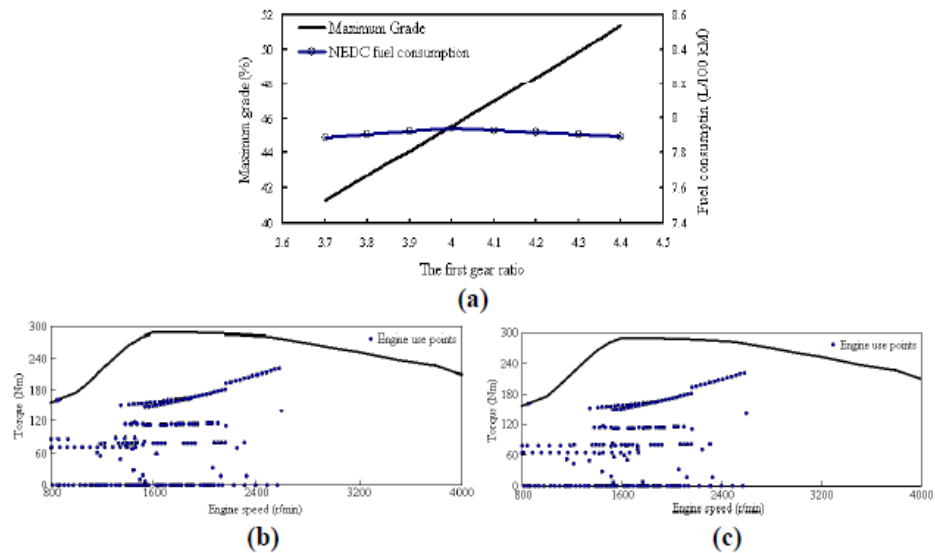 52
50
48
46
44
42
40
Maximum grade (%)
Maximum Grade
NEDC fuel consumption
8.6
8.4
8.2
8
7.8
7.6
7.4
Fuel consumptin (L/100 kM)
3.6 3.7 3.8 3.9 4 4.1 4.2 4.3 4.4 4.5
The first gear ratio
(a)
300
240
180
120
60
0
Torque (Nm)
Engine use points
800 1600 2400 3200 4000
Engine speed (r/min)
(b)
300
240
180
120
60
0
Torque (Nm)
Engine use points
800 1600 2400 3200 4000
Engine speed (r/min)
(c)